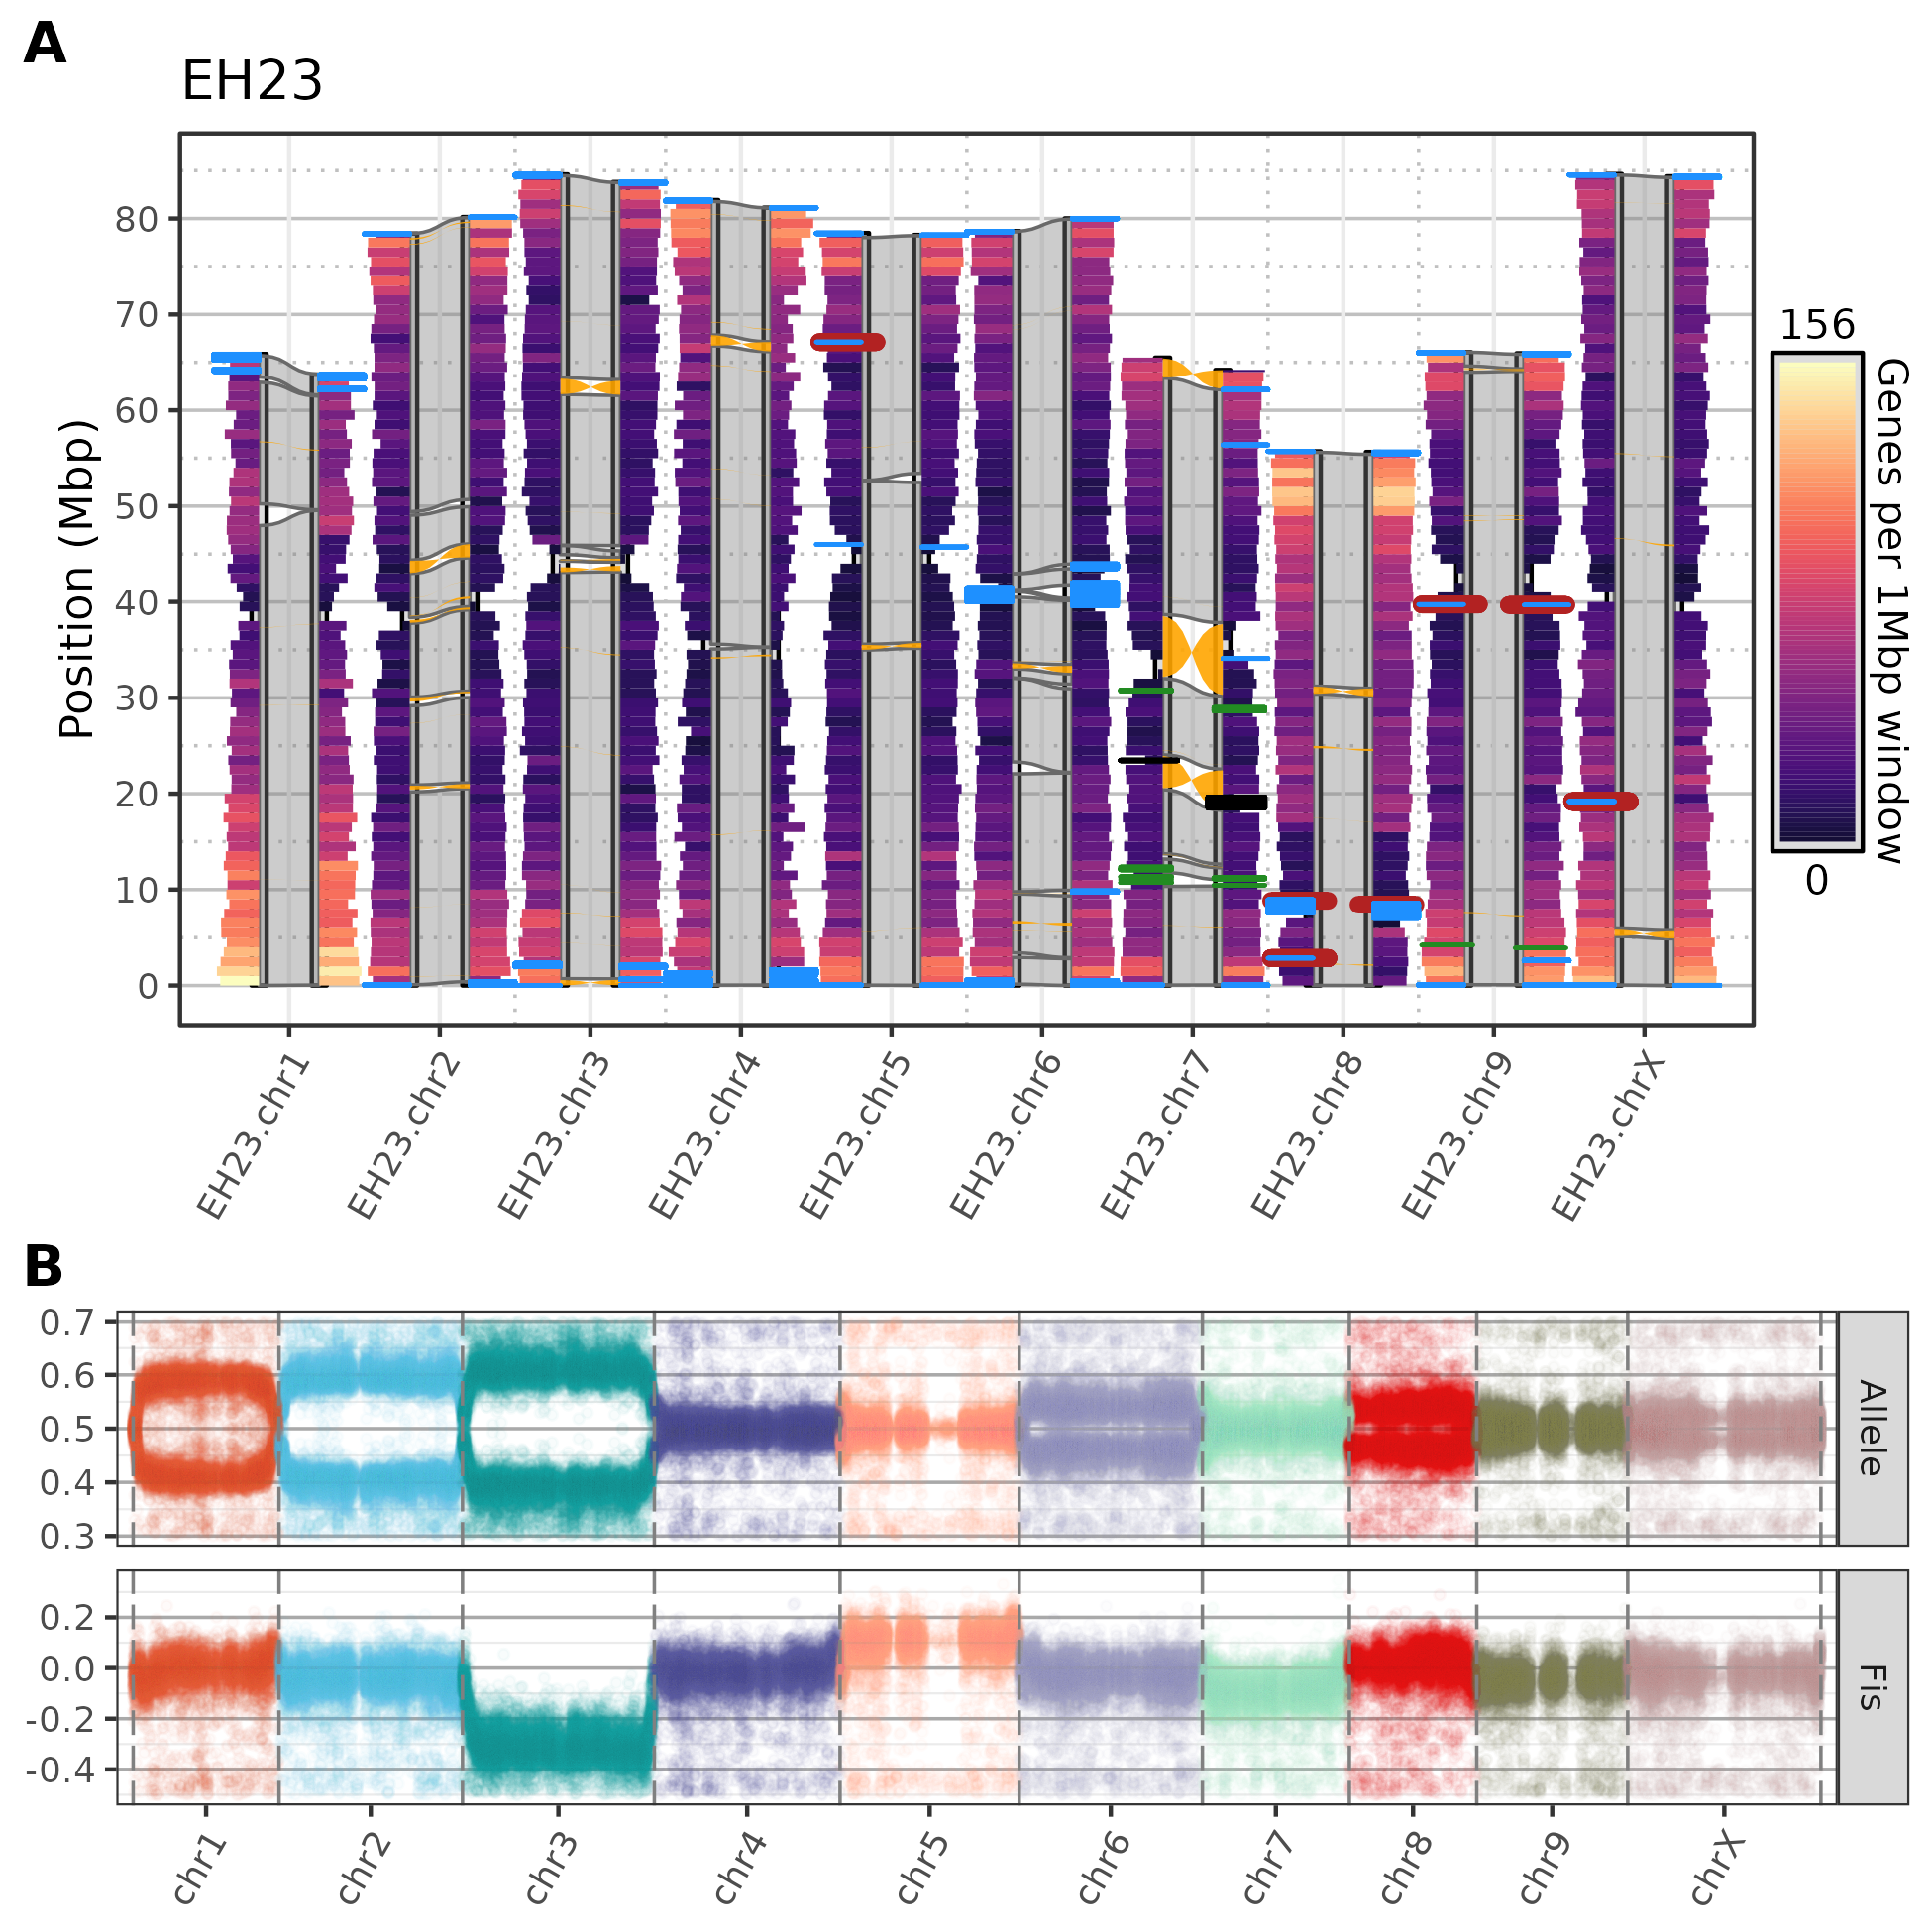 A
EH23
Position (Mbp)
80
70
60
50
40
30
20
10
0
156
Genes per 1Mbp window
0
EH23.chr1
EH23.chr2
EH23.chr3
EH23.chr4
EH23.chr5
EH23.chr6
EH23.chr7
EH23.chr8
EH23.chr9
EH23.chrX
B
0.7
0.6
0.5
0.4
0.3
Allele
0.2
0.0
-0.2
-0.4
Fis
chr1
chr2
chr3
chr4
chr5
chr6
chr7
chr8
chr9
chrX